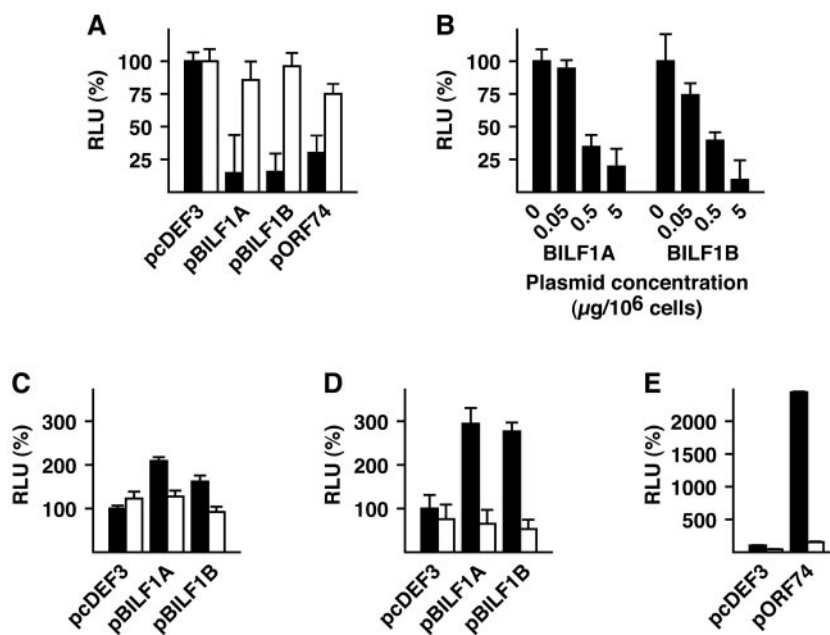 A
RLU (%)
100
75
50
25
pcDEF3
pBILF1A
pBILF1B
pORF74
B
RLU (%)
100
75
50
25
0
0.05
0.5
5
0
0.05
0.5
5
BILF1A
BILF1B
Plasmid concentration
(µg/10⁶ cells)
C
RLU (%)
300
200
100
pcDEF3
pBILF1A
pBILF1B
D
RLU (%)
300
200
100
pcDEF3
pBILF1A
pBILF1B
E
RLU (%)
2000
1500
1000
500
pcDEF3
pORF74